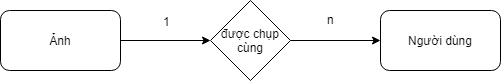 Ảnh
1
được chụp
cùng
n
Người dùng